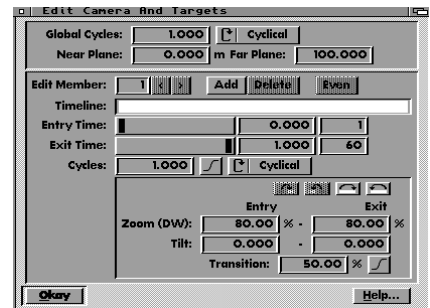 Edit Camera And Targets
Global Cycles: 1.000 Cyclical
Near Plane: 0.000 m Far Plane: 100.000
Edit Member: 1 < > Add Delete Even
Timeline:
Entry Time: 0.000 1
Exit Time: 1.000 60
Cycles: 1.000 Cyclical
Entry Exit
Zoom (DW): 80.00 % - 80.00 %
Tilt: 0.000 - 0.000
Transition: 50.00 %
Okay Help...